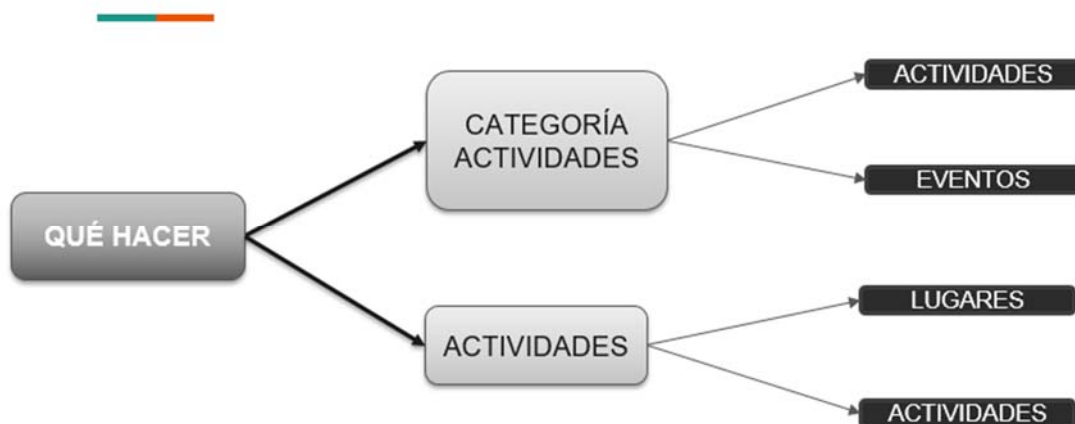 QUÉ HACER
CATEGORÍA
ACTIVIDADES
ACTIVIDADES
ACTIVIDADES
EVENTOS
LUGARES
ACTIVIDADES